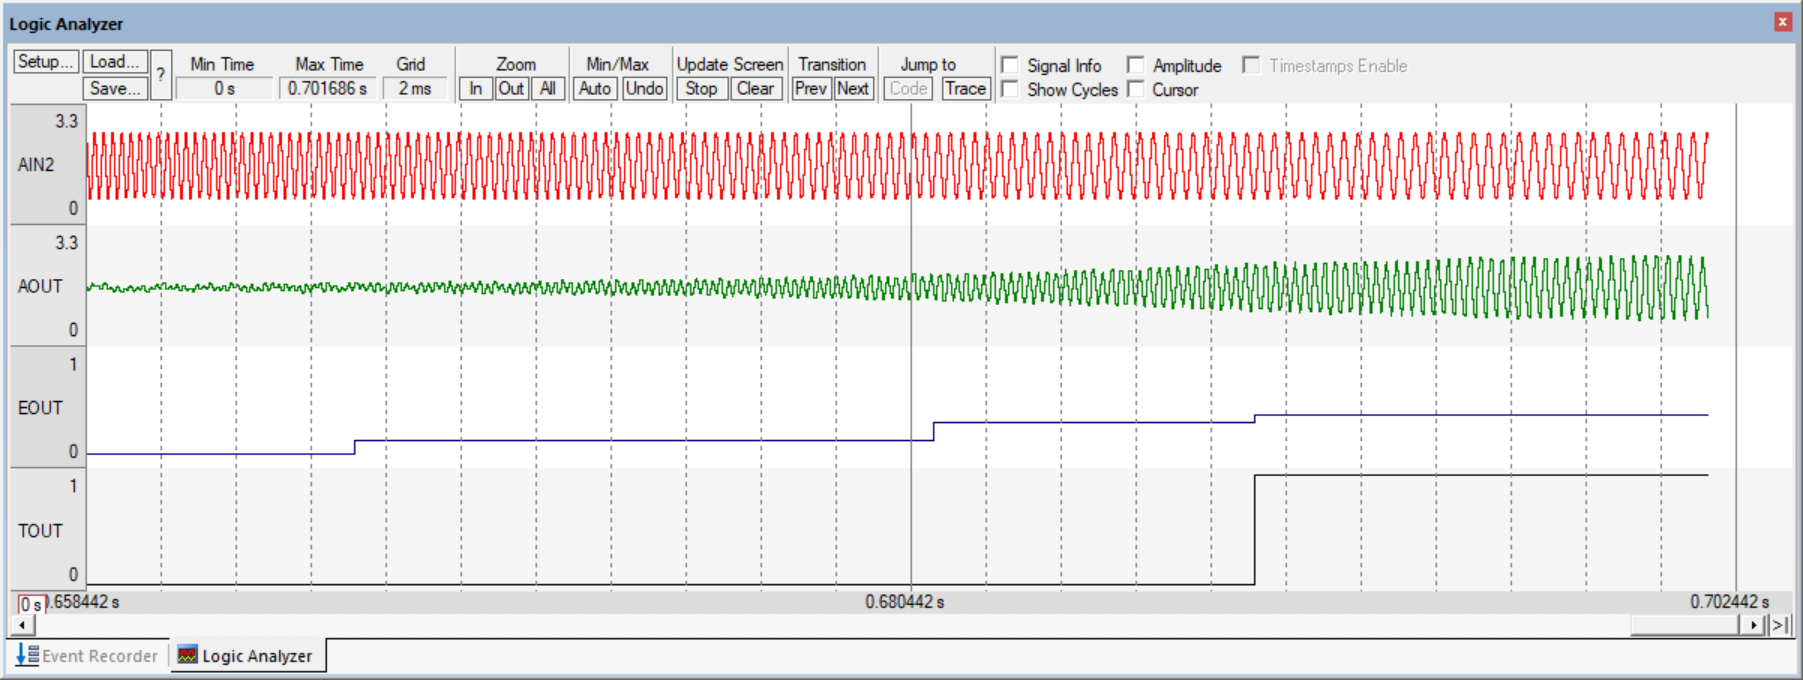 Logic Analyzer
Setup... Load... ? Min Time Max Time Grid Zoom Min/Max Update Screen Transition Jump to Signal Info Amplitude Timestamps Enable
Save... 0 s 0.701686 s 2 ms In Out All Auto Undo Stop Clear Prev Next Code Trace Show Cycles Cursor
3.3
AIN2
0
3.3
AOUT
0
1
EOUT
0
1
TOUT
0
0 s .658442 s 0.680442 s 0.702442 s
Event Recorder Logic Analyzer